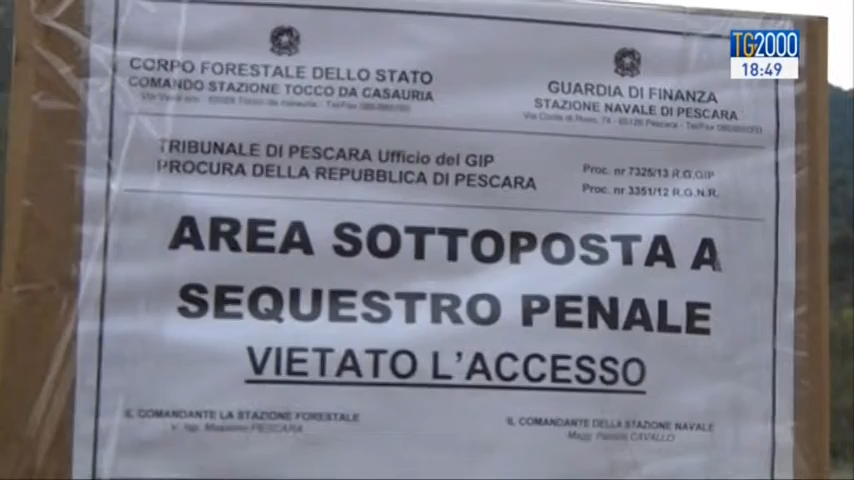 TG2000
18:49
CORPO FORESTALE DELLO STATO
COMANDO STAZIONE TOCCO DA CASAURIA
GUARDIA DI FINANZA
STAZIONE NAVALE DI PESCARA
TRIBUNALE DI PESCARA Ufficio del GIP
PROCURA DELLA REPUBBLICA DI PESCARA
Proc. nr 7325/13 R.G.GIP
Proc. nr 3351/12 R.G.N.R.
AREA SOTTOPOSTA A
SEQUESTRO PENALE
VIETATO L'ACCESSO
IL COMANDANTE LA STAZIONE FORESTALE
PESCARA
IL COMANDANTE DELLA STAZIONE NAVALE
CAVALLO